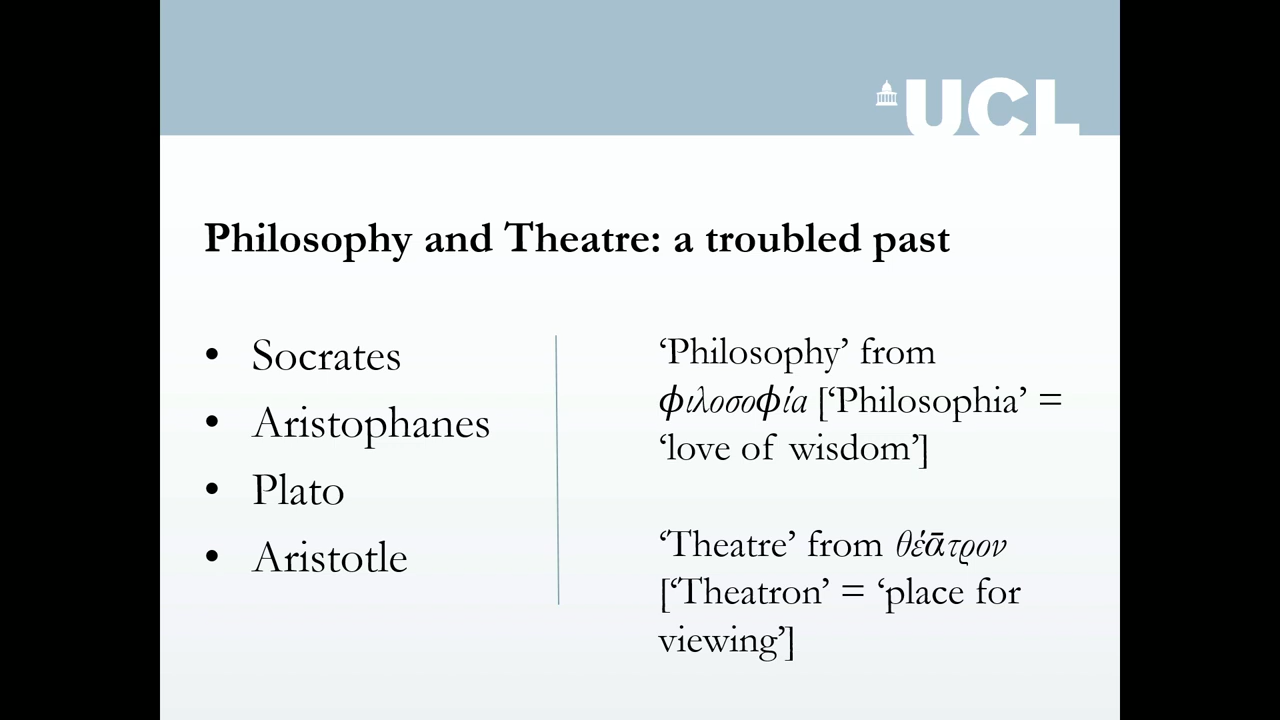 UCL
Philosophy and Theatre: a troubled past
• Socrates
• Aristophanes
• Plato
• Aristotle
‘Philosophy’ from
ϕιλοσοϕία [‘Philosophia’ =
‘love of wisdom’]
‘Theatre’ from θέᾱτρον
[‘Theatron’ = ‘place for
viewing’]